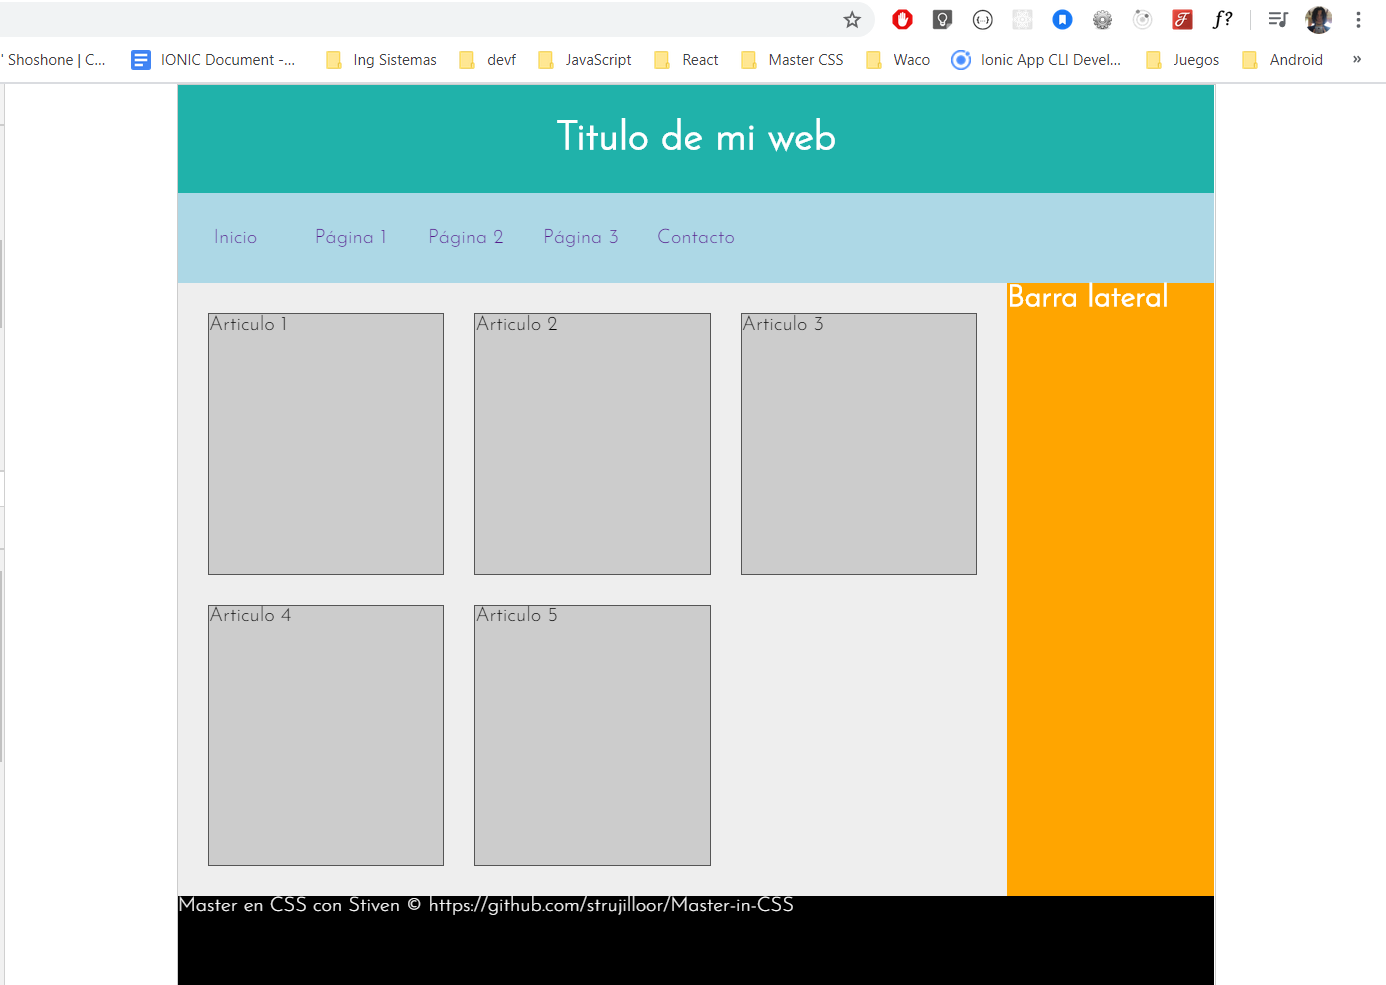 ' Shoshone | C... IONIC Document -... Ing Sistemas devf JavaScript React Master CSS Waco Ionic App CLI Devel... Juegos Android »
Titulo de mi web
Inicio Página 1 Página 2 Página 3 Contacto
Barra lateral
Articulo 1 Articulo 2 Articulo 3
Articulo 4 Articulo 5
Master en CSS con Stiven © https://github.com/strujilloor/Master-in-CSS